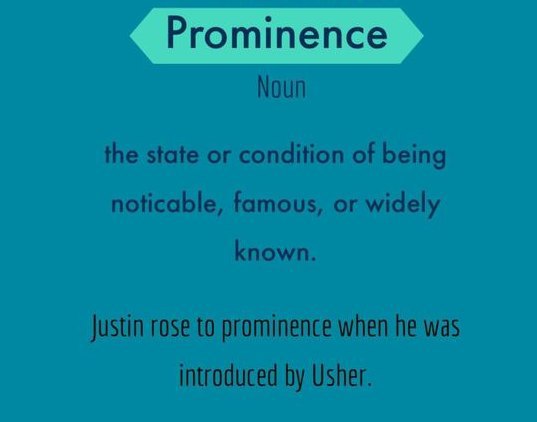 Prominence
Noun
the state or condition of being
noticable, famous, or widely
known.
Justin rose to prominence when he was
introduced by Usher.